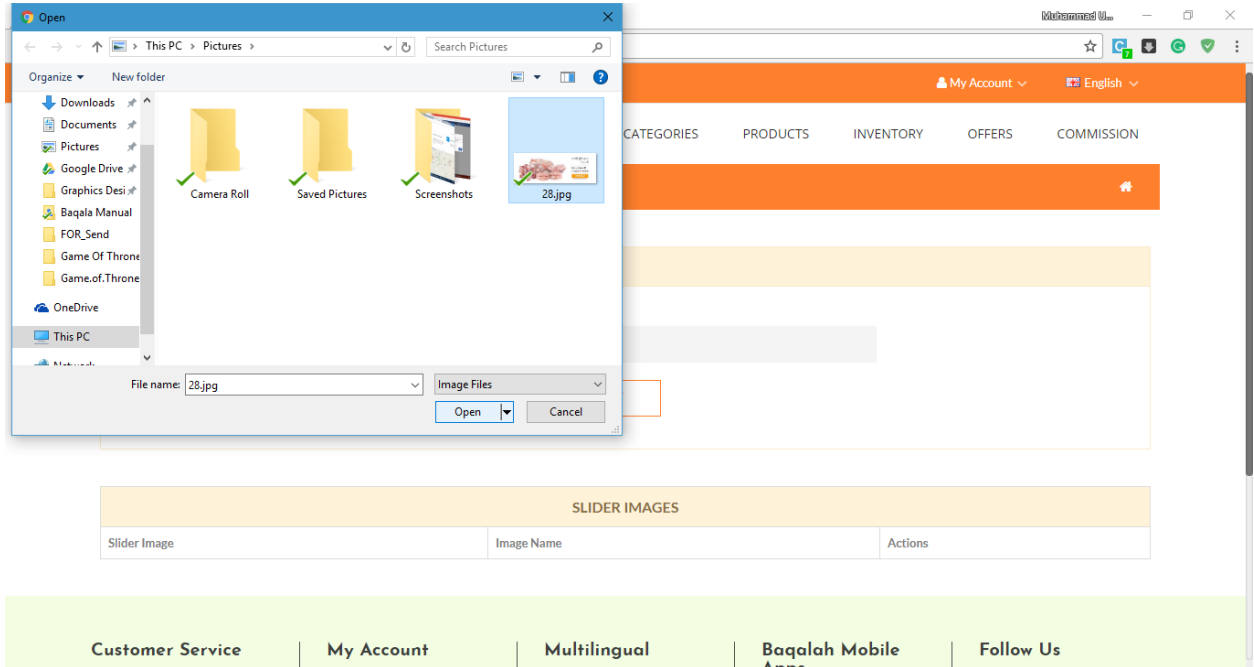 Open
Muhammad U...
This PC > Pictures >
Search Pictures
Organize
New folder
My Account
English
Downloads
Documents
Pictures
Google Drive
Graphics Desi
Baqala Manual
FOR_Send
Game Of Throne
Game.of.Throne
OneDrive
This PC
Network
Camera Roll
Saved Pictures
Screenshots
28.jpg
CATEGORIES
PRODUCTS
INVENTORY
OFFERS
COMMISSION
File name:
28.jpg
Image Files
Open
Cancel
SLIDER IMAGES
Slider Image
Image Name
Actions
Customer Service
My Account
Multilingual
Baqalah Mobile
Apps
Follow Us